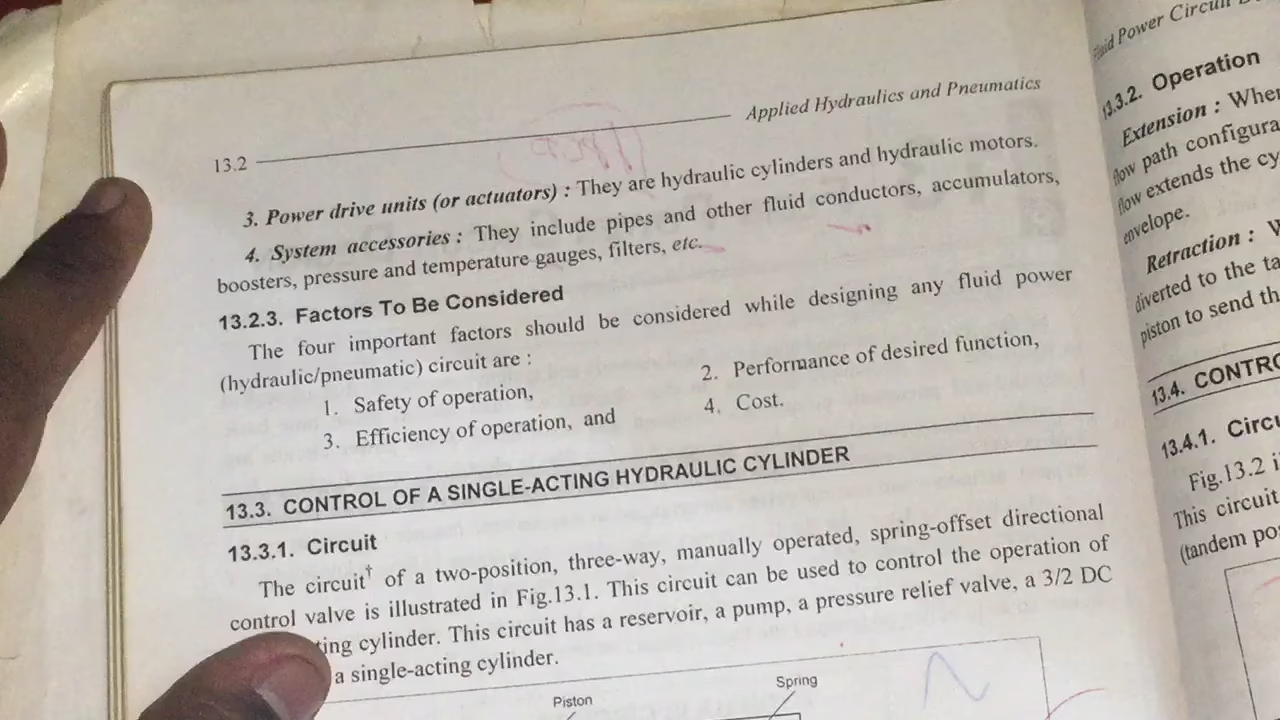 Applied Hydraulics and Pneumatics
13.2
3. Power drive units (or actuators) : They are hydraulic cylinders and hydraulic motors.
4. System accessories : They include pipes and other fluid conductors, accumulators,
boosters, pressure and temperature gauges, filters, etc.
13.2.3. Factors To Be Considered
The four important factors should be considered while designing any fluid power
(hydraulic/pneumatic) circuit are :
1. Safety of operation,
2. Performance of desired function,
3. Efficiency of operation, and
4. Cost.
13.3. CONTROL OF A SINGLE-ACTING HYDRAULIC CYLINDER
13.3.1. Circuit
The circuit† of a two-position, three-way, manually operated, spring-offset directional
control valve is illustrated in Fig.13.1. This circuit can be used to control the operation of
ting cylinder. This circuit has a reservoir, a pump, a pressure relief valve, a 3/2 DC
a single-acting cylinder.
Piston
Spring
Fluid Power Circuit
13.3.2. Operation
Extension : When
flow path configura
flow extends the cy
envelope.
Retraction :
diverted to the ta
piston to send th
13.4. CONTRO
13.4.1. Circu
Fig.13.2 i
This circuit
(tandem po